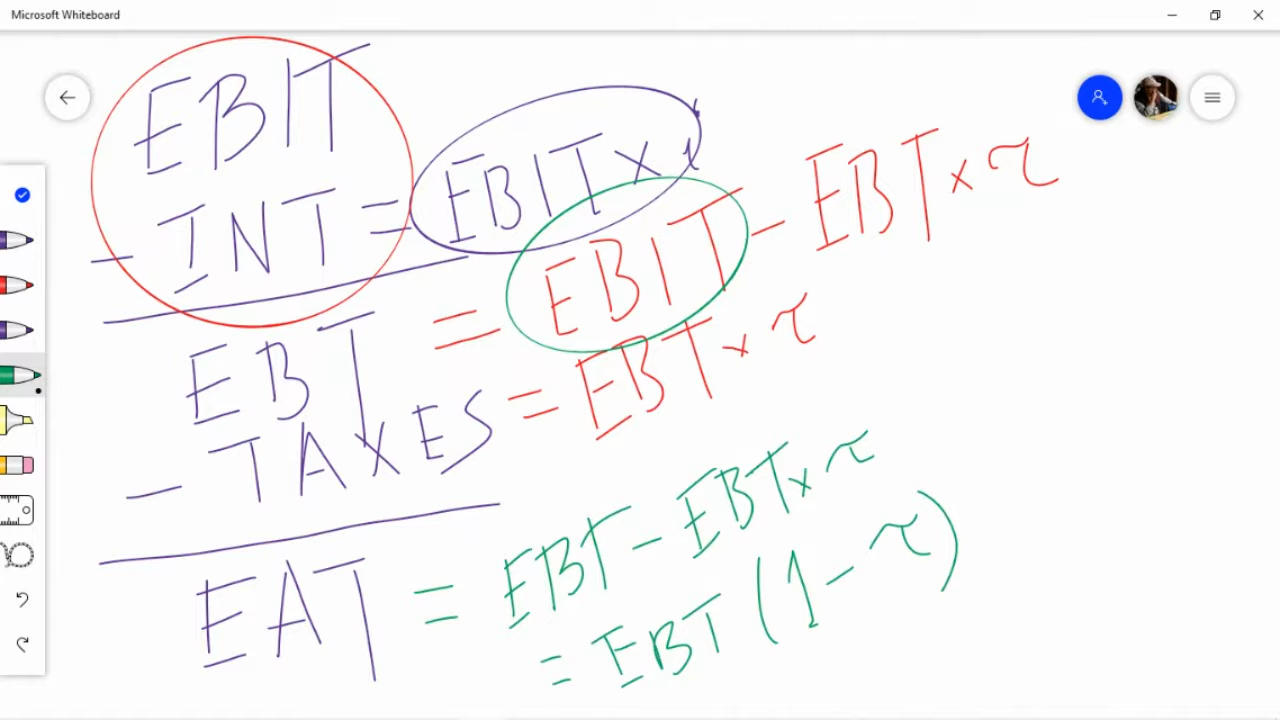 Microsoft Whiteboard
EBIT
- INT = EBIT × i
EBT = EBIT - EBT × τ
- TAXES = EBT × τ
EAT = EBT - EBT × τ
= EBT (1 - τ)